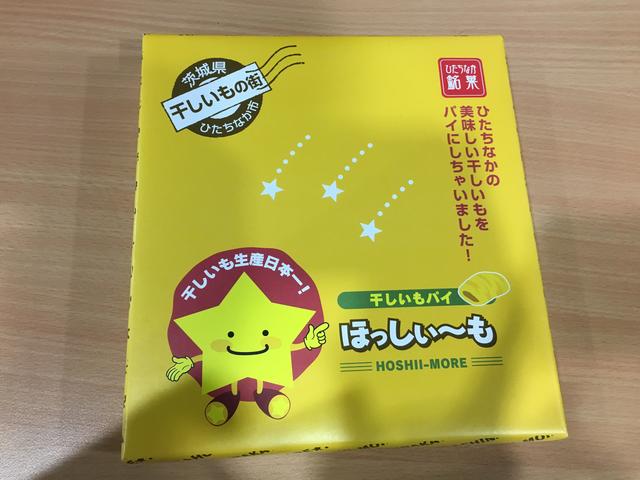 茨城県
干しいもの街
ひたちなか市
ひたちなか
銘菓
ひたちなかの
美味しい干しいもを
パイにしちゃいました!
干しいも生産日本一!
干しいもパイ
ほっしぃ〜も
HOSHII-MORE